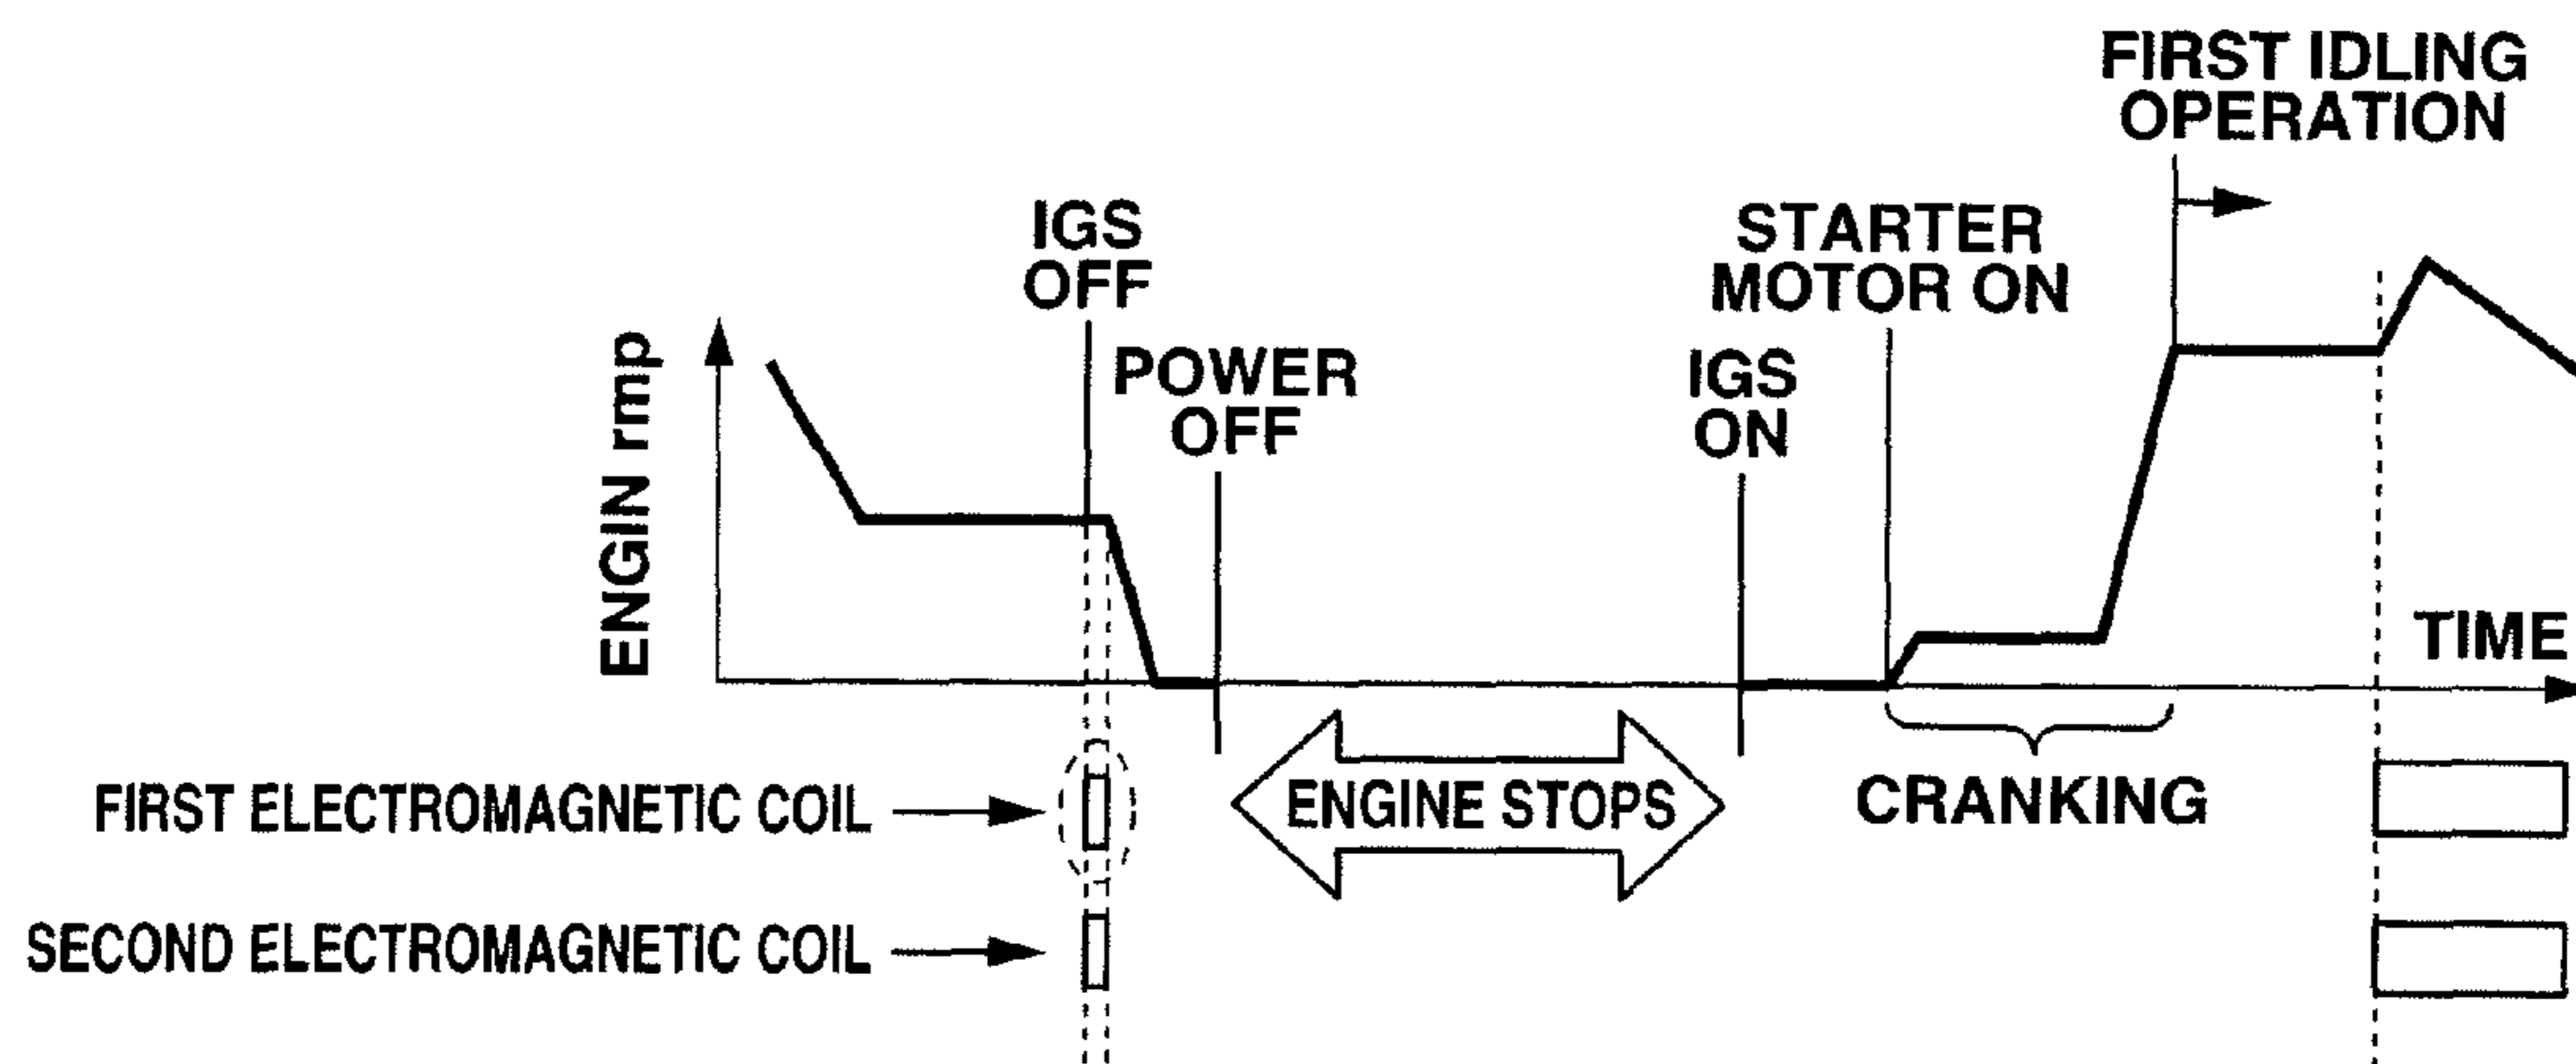 FIRST IDLING
OPERATION
IGS
OFF
STARTER
MOTOR ON
POWER
OFF
IGS
ON
ENGIN rmp
TIME
FIRST ELECTROMAGNETIC COIL
ENGINE STOPS
CRANKING
SECOND ELECTROMAGNETIC COIL